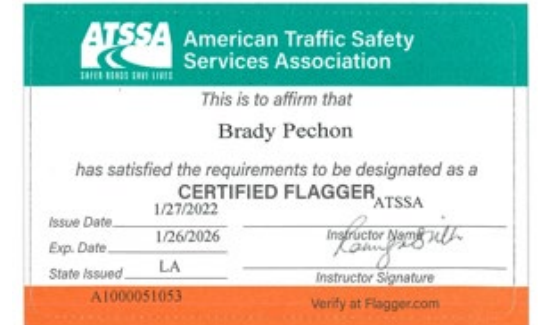 ATSSA
SAFER ROADS SAVE LIVES
American Traffic Safety
Services Association
This is to affirm that
Brady Pechon
has satisfied the requirements to be designated as a
CERTIFIED FLAGGER
Issue Date 1/27/2022
ATSSA
Instructor Name
Exp. Date 1/26/2026
State Issued LA
Instructor Signature
A1000051053
Verify at Flagger.com